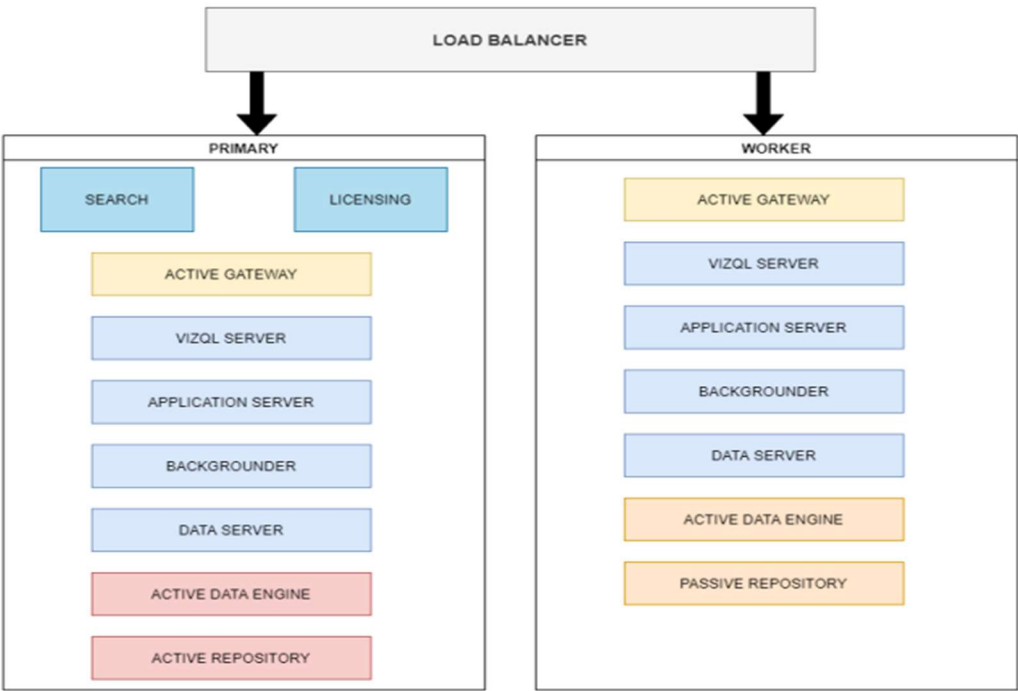 LOAD BALANCER
PRIMARY
SEARCH
LICENSING
ACTIVE GATEWAY
VIZQL SERVER
APPLICATION SERVER
BACKGROUNDER
DATA SERVER
ACTIVE DATA ENGINE
ACTIVE REPOSITORY
WORKER
ACTIVE GATEWAY
VIZQL SERVER
APPLICATION SERVER
BACKGROUNDER
DATA SERVER
ACTIVE DATA ENGINE
PASSIVE REPOSITORY